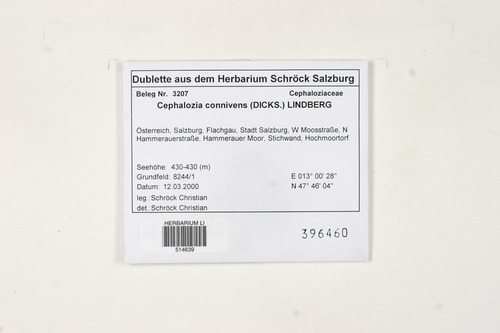 Dublette aus dem Herbarium Schröck Salzburg
Beleg Nr. 3207 Cephaloziaceae
Cephalozia connivens (DICKS.) LINDBERG
Österreich, Salzburg, Flachgau, Stadt Salzburg, W Moosstraße, N
Hammerauerstraße, Hammerauer Moor, Stichwand, Hochmoortorf.
Seehöhe: 430-430 (m)
Grundfeld: 8244/1 E 013° 00' 28"
Datum: 12.03.2000 N 47° 46' 04"
leg.:Schröck Christian
det.:Schröck Christian
HERBARIUM LI
514639
396460